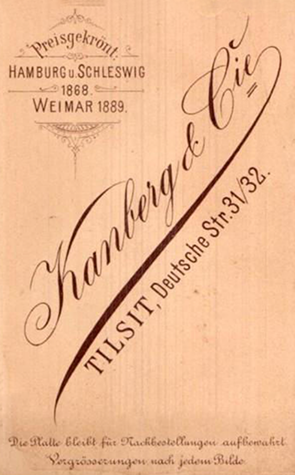 Preisgekrönt.
HAMBURG u. SCHLESWIG
1868.
WEIMAR 1889.
Kanberg & Cie
TILSIT, Deutsche Str. 31/32.
Die Platte bleibt für Nachbestellungen aufbewahrt.
Vergrösserungen nach jedem Bilde